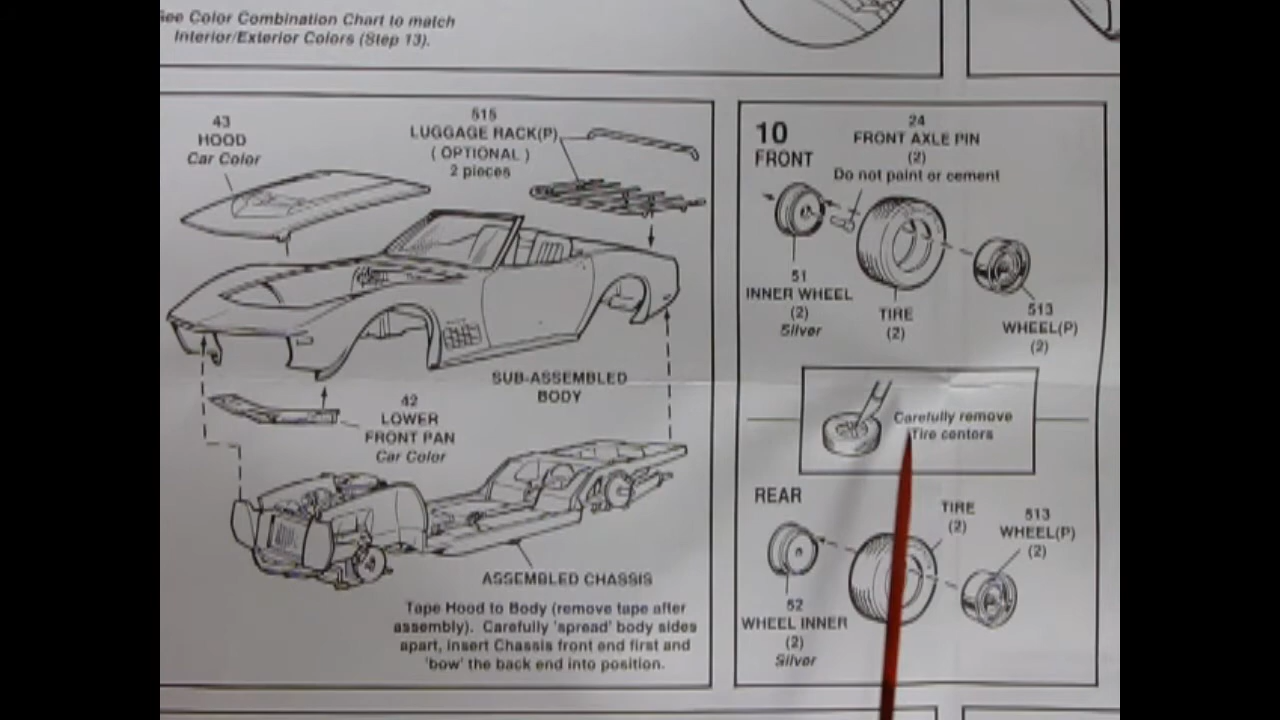 See Color Combination Chart to match
Interior/Exterior Colors (Step 13).
43
HOOD
Car Color
515
LUGGAGE RACK(P)
( OPTIONAL )
2 pieces
SUB-ASSEMBLED
BODY
42
LOWER
FRONT PAN
Car Color
ASSEMBLED CHASSIS
Tape Hood to Body (remove tape after
assembly). Carefully 'spread' body sides
apart, insert Chassis front end first and
'bow' the back end into position.
10
FRONT
24
FRONT AXLE PIN
(2)
Do not paint or cement
51
INNER WHEEL
(2)
Silver
TIRE
(2)
513
WHEEL(P)
(2)
Carefully remove
Tire centers
REAR
TIRE
(2)
513
WHEEL(P)
(2)
52
WHEEL INNER
(2)
Silver